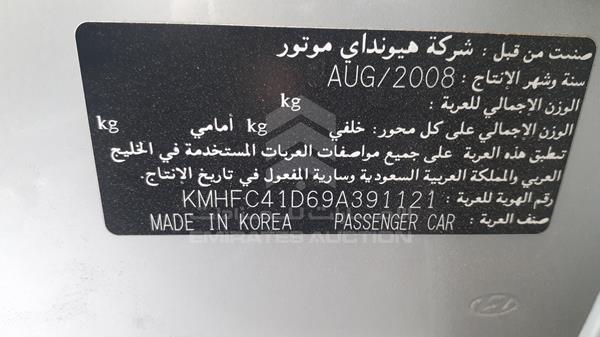 صنعت من قبل : شركة هيونداي موتور
سنة وشهر الإنتاج : AUG/2008
الوزن الإجمالي للعربة : kg
الوزن الإجمالي على كل محور: خلفي kg أمامي kg
تنطبق هذه العربة على جميع مواصفات العربات المستخدمة في الخليج
العربي والمملكة العربية السعودية وسارية المفعول في تاريخ الإنتاج.
رقم الهوية للعربة : KMHFC41D69A391121
صنف العربة : PASSENGER CAR MADE IN KOREA
EMIRATES AUCTION